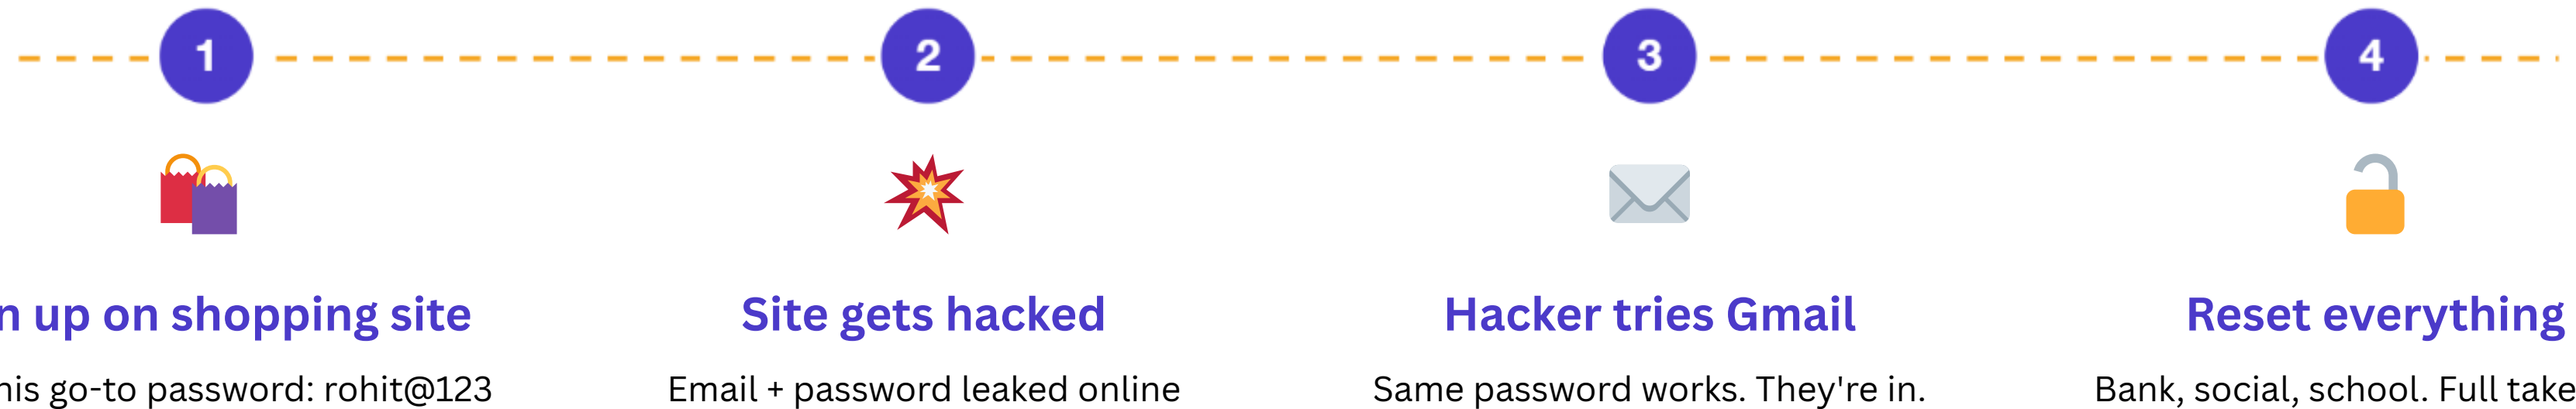 1 2 3 4
n up on shopping site Site gets hacked Hacker tries Gmail Reset everything
his go-to password: rohit@123 Email + password leaked online Same password works. They're in. Bank, social, school. Full take